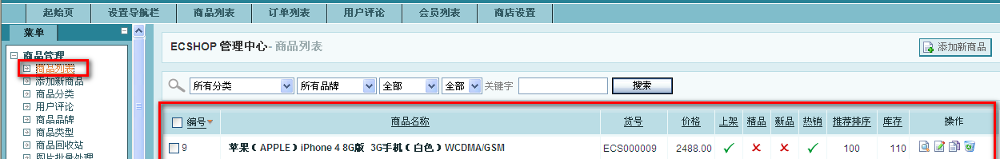 起始页 设置导航栏 商品列表 订单列表 用户评论 会员列表 商店设置
菜单
商品管理
商品列表
添加新商品
商品分类
用户评论
商品品牌
商品类型
商品回收站
图片批量处理
ECSHOP 管理中心 - 商品列表
添加新商品
所有分类 所有品牌 全部 全部 关键字 搜索
编号 商品名称 货号 价格 上架 精品 新品 热销 推荐排序 库存 操作
9 苹果（APPLE）iPhone 4 8G版 3G手机（白色）WCDMA/GSM ECS000009 2488.00 100 110